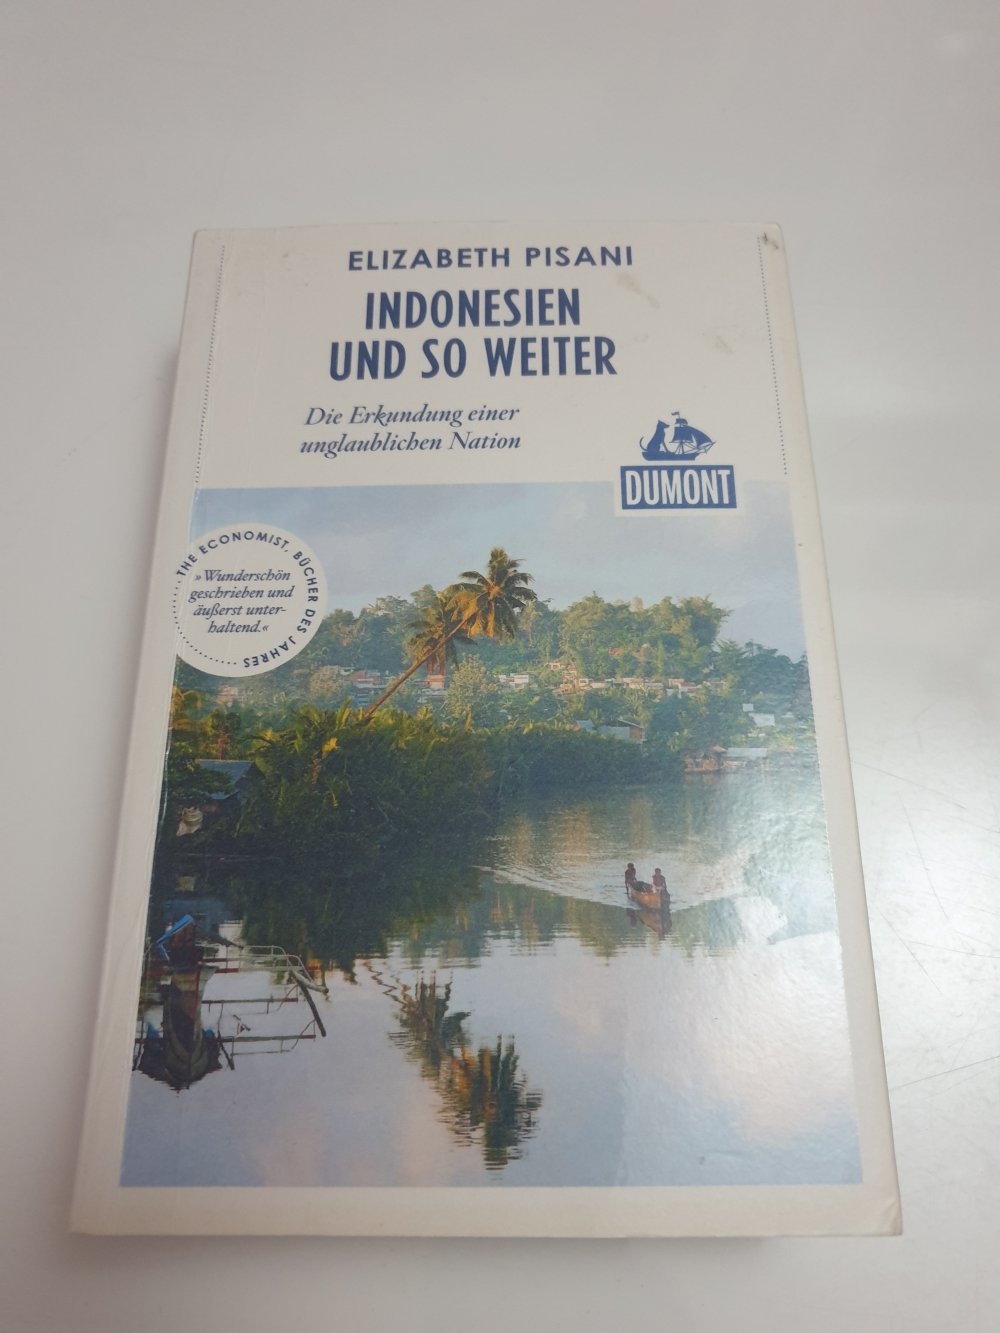 ELIZABETH PISANI
INDONESIEN
UND SO WEITER
Die Erkundung einer
unglaublichen Nation
DUMONT
THE ECONOMIST, BÜCHER DES JAHRES
»Wunderschön
geschrieben und
äußerst unter-
haltend.«